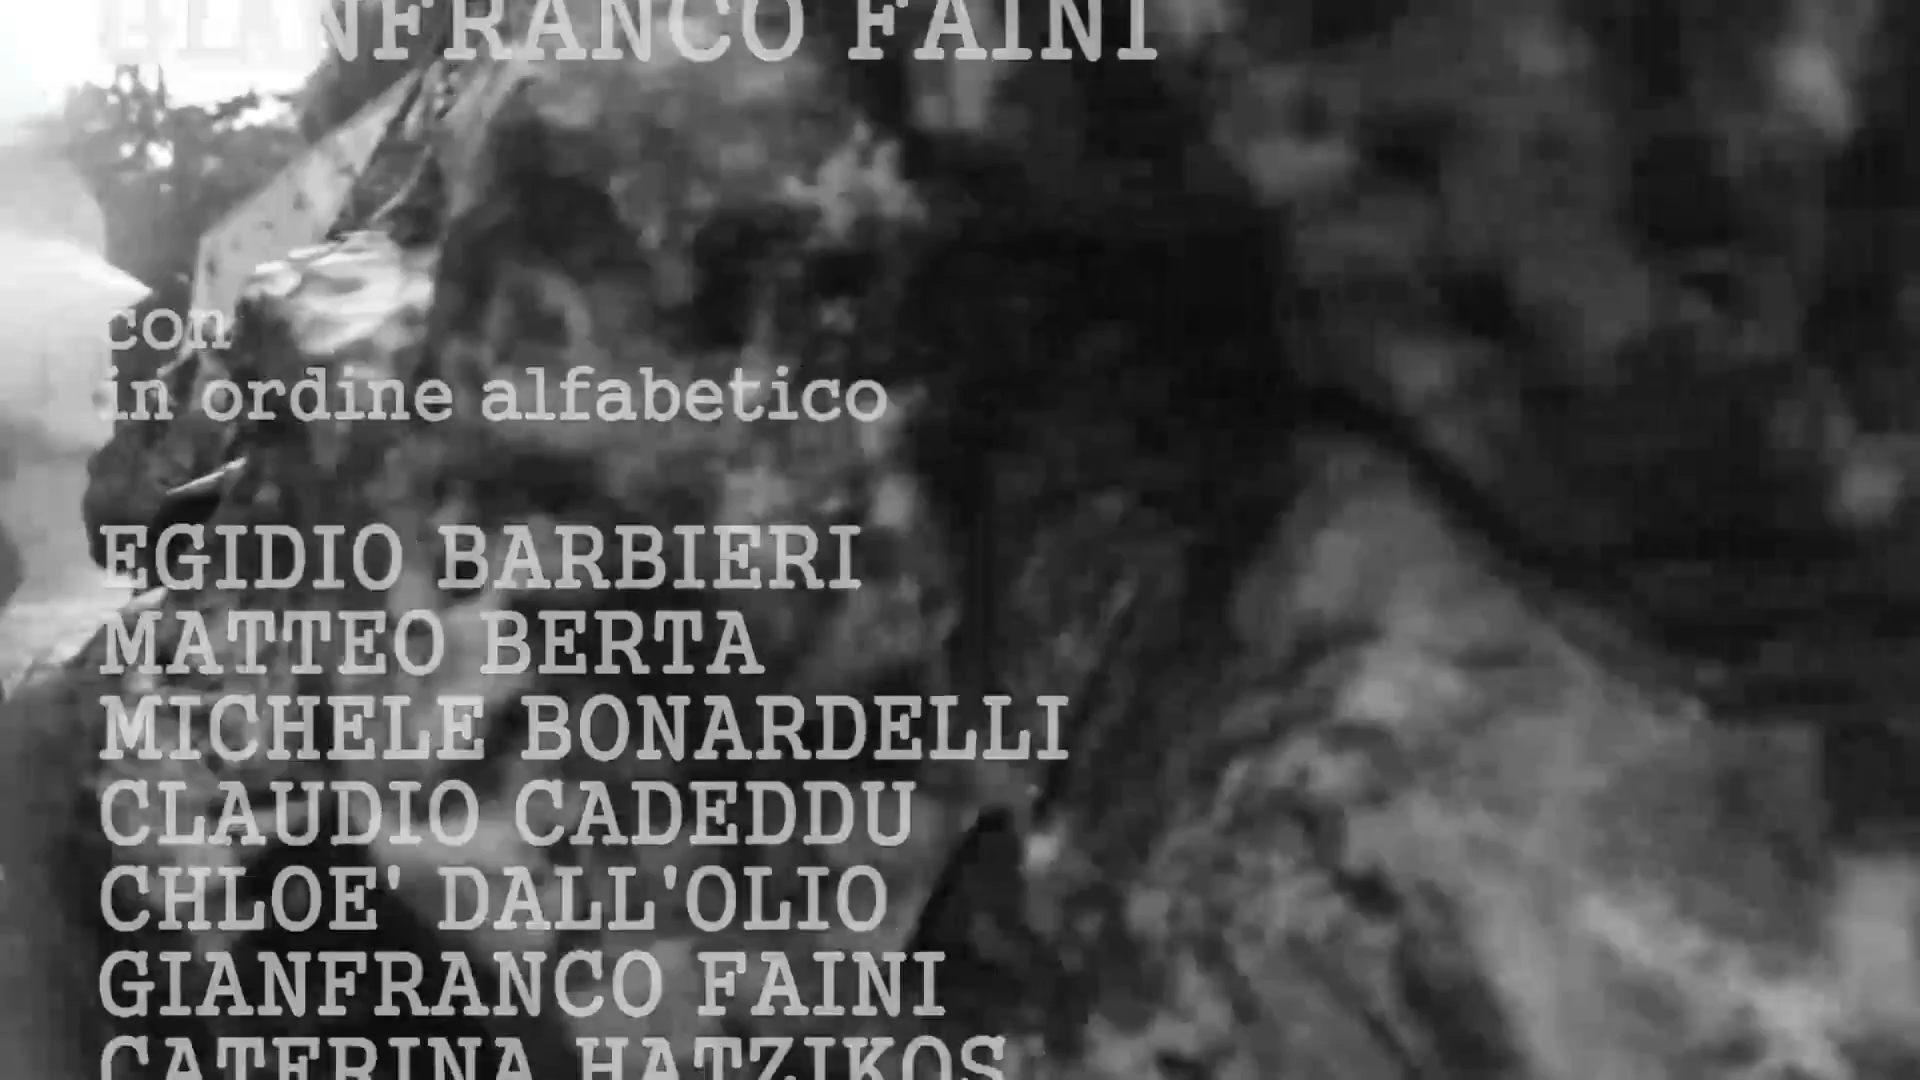 GIANFRANCO FAINI
con
in ordine alfabetico
EGIDIO BARBIERI
MATTEO BERTA
MICHELE BONARDELLI
CLAUDIO CADEDDU
CHLOE' DALL'OLIO
GIANFRANCO FAINI
CATERINA HATZIKOS